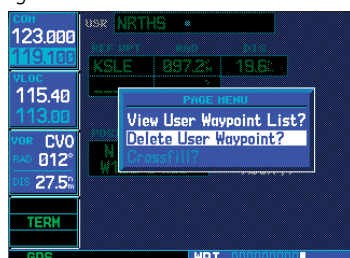 COM
123.000
119.100
VLOC
115.40
113.00
VOR CVO
RAD 012°
DIS 27.5
TERM
GPS
USR NRTHS
REF WPT RAD DIS
KSLE 097.2° 19.6
PAGE MENU
View User Waypoint List?
Delete User Waypoint?
Crossfill?
N
WPT